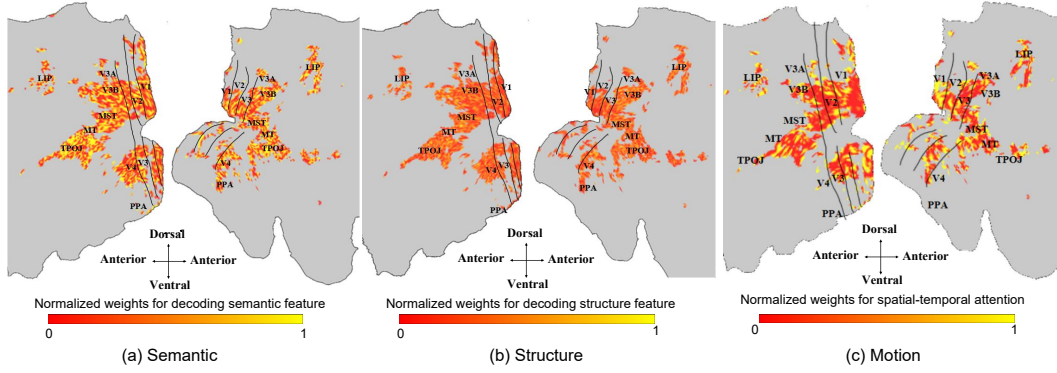 LIP
V3A
V3B
V1
V2
MST
MT
TPOJ
V3
V4
PPA
V1
V2
V3
V3A
V3B
LIP
MST
MT
TPOJ
V4
PPA
Dorsal
Anterior
Anterior
Ventral
Normalized weights for decoding semantic feature
0
1
(a) Semantic
LIP
V3A
V3B
V1
V2
MST
MT
TPOJ
V3
V4
PPA
V1
V2
V3
V3A
V3B
LIP
MST
MT
TPOJ
V4
PPA
Dorsal
Anterior
Anterior
Ventral
Normalized weights for decoding structure feature
0
1
(b) Structure
LIP
V3A
V3B
V1
V2
MST
MT
TPOJ
V3
V4
PPA
V1
V2
V3
V3A
V3B
LIP
MST
MT
TPOJ
V4
PPA
Dorsal
Anterior
Anterior
Ventral
Normalized weights for spatial-temporal attention
0
1
(c) Motion